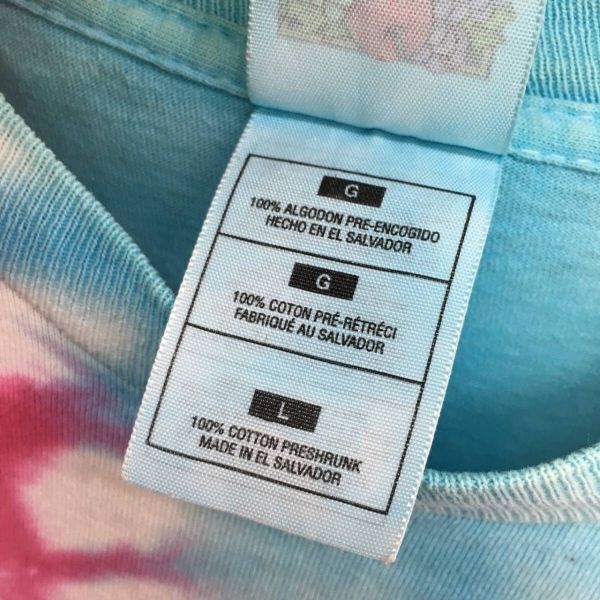 G
100% ALGODON PRE-ENCOGIDO
HECHO EN EL SALVADOR
G
100% COTON PRÉ-RÉTRÉCI
FABRIQUÉ AU SALVADOR
L
100% COTTON PRESHRUNK
MADE IN EL SALVADOR